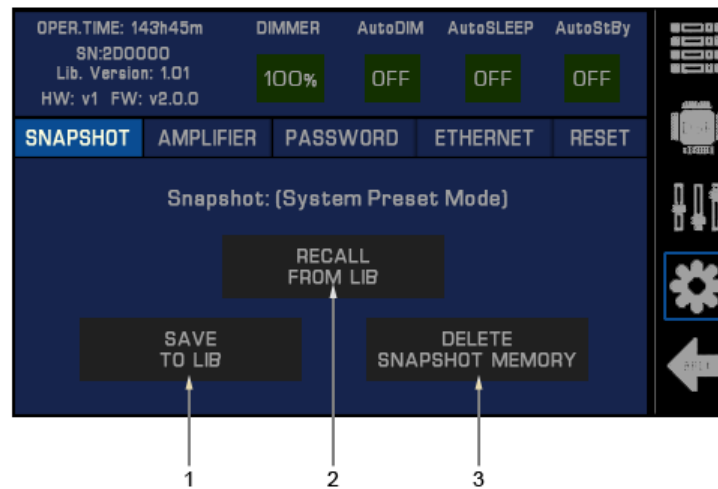 OPER.TIME: 143h45m
SN:2D0000
Lib. Version: 1.01
HW: v1 FW: v2.0.0
DIMMER
100%
AutoDIM
OFF
AutoSLEEP
OFF
AutoStBy
OFF
SNAPSHOT AMPLIFIER PASSWORD ETHERNET RESET
Snapshot: (System Preset Mode)
RECALL
FROM LIB
SAVE
TO LIB
DELETE
SNAPSHOT MEMORY
1 2 3